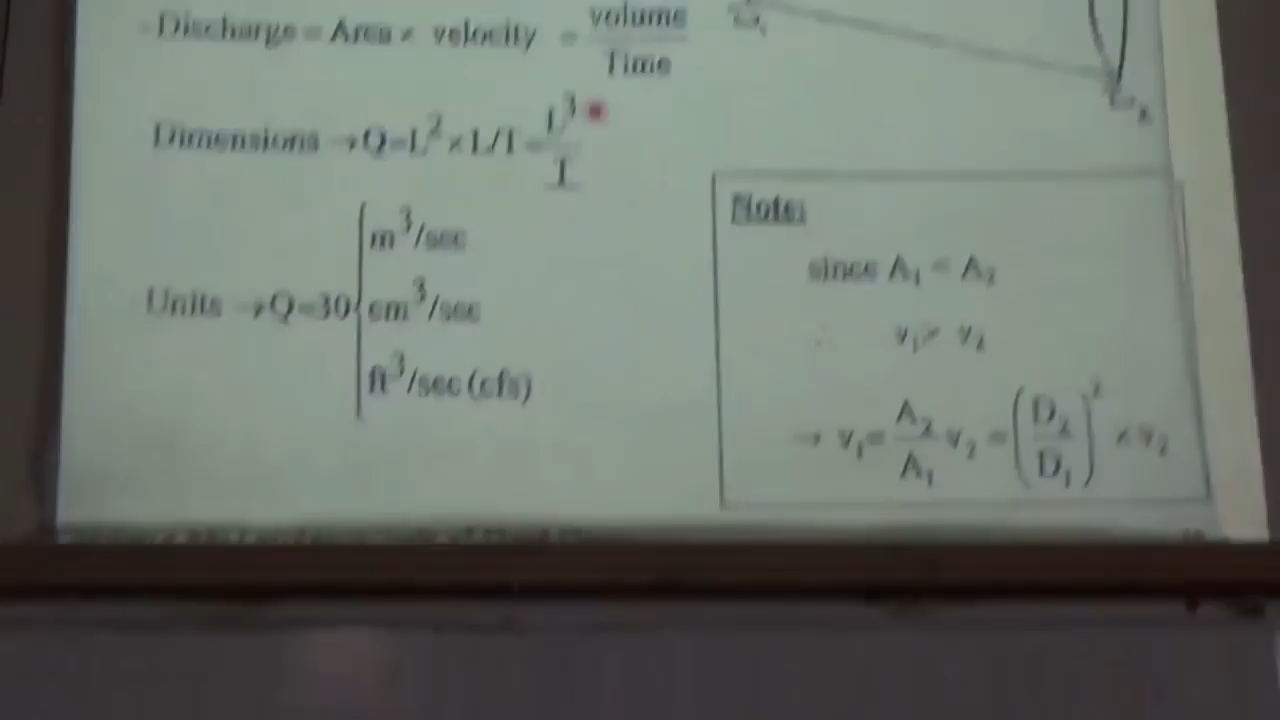 -Discharge = Area × velocity = volume / Time
Dimensions → Q=L²×L/T=L³/T
Units → Q=30 { m³/sec
cm³/sec
ft³/sec (cfs)
Note:
since A₁ < A₂
∴ v₁> v₂
→ v₁= A₂/A₁ v₂ =(D₂/D₁)² × v₂